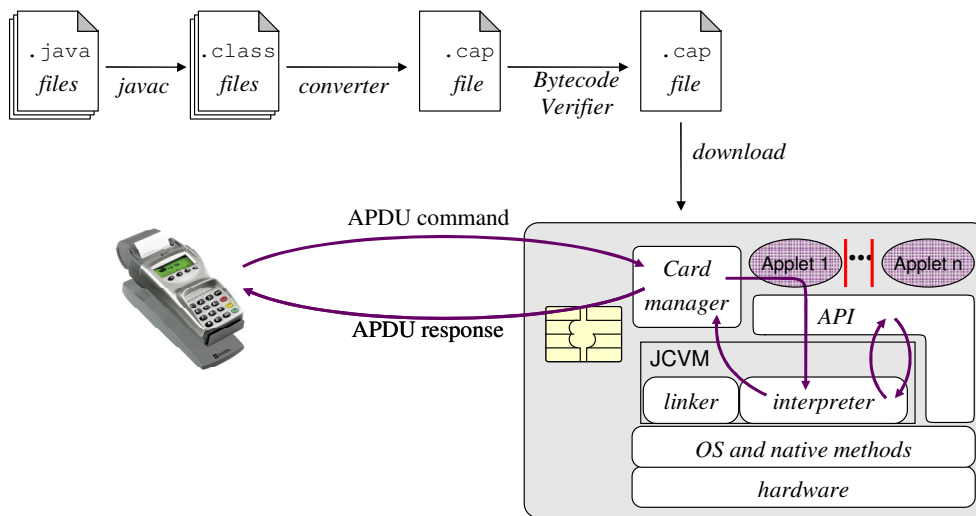 .java
files
javac
.class
files
converter
.cap
file
Bytecode
Verifier
.cap
file
download
APDU command
APDU response
Card
manager
Applet 1
•••
Applet n
API
JCVM
linker
interpreter
OS and native methods
hardware